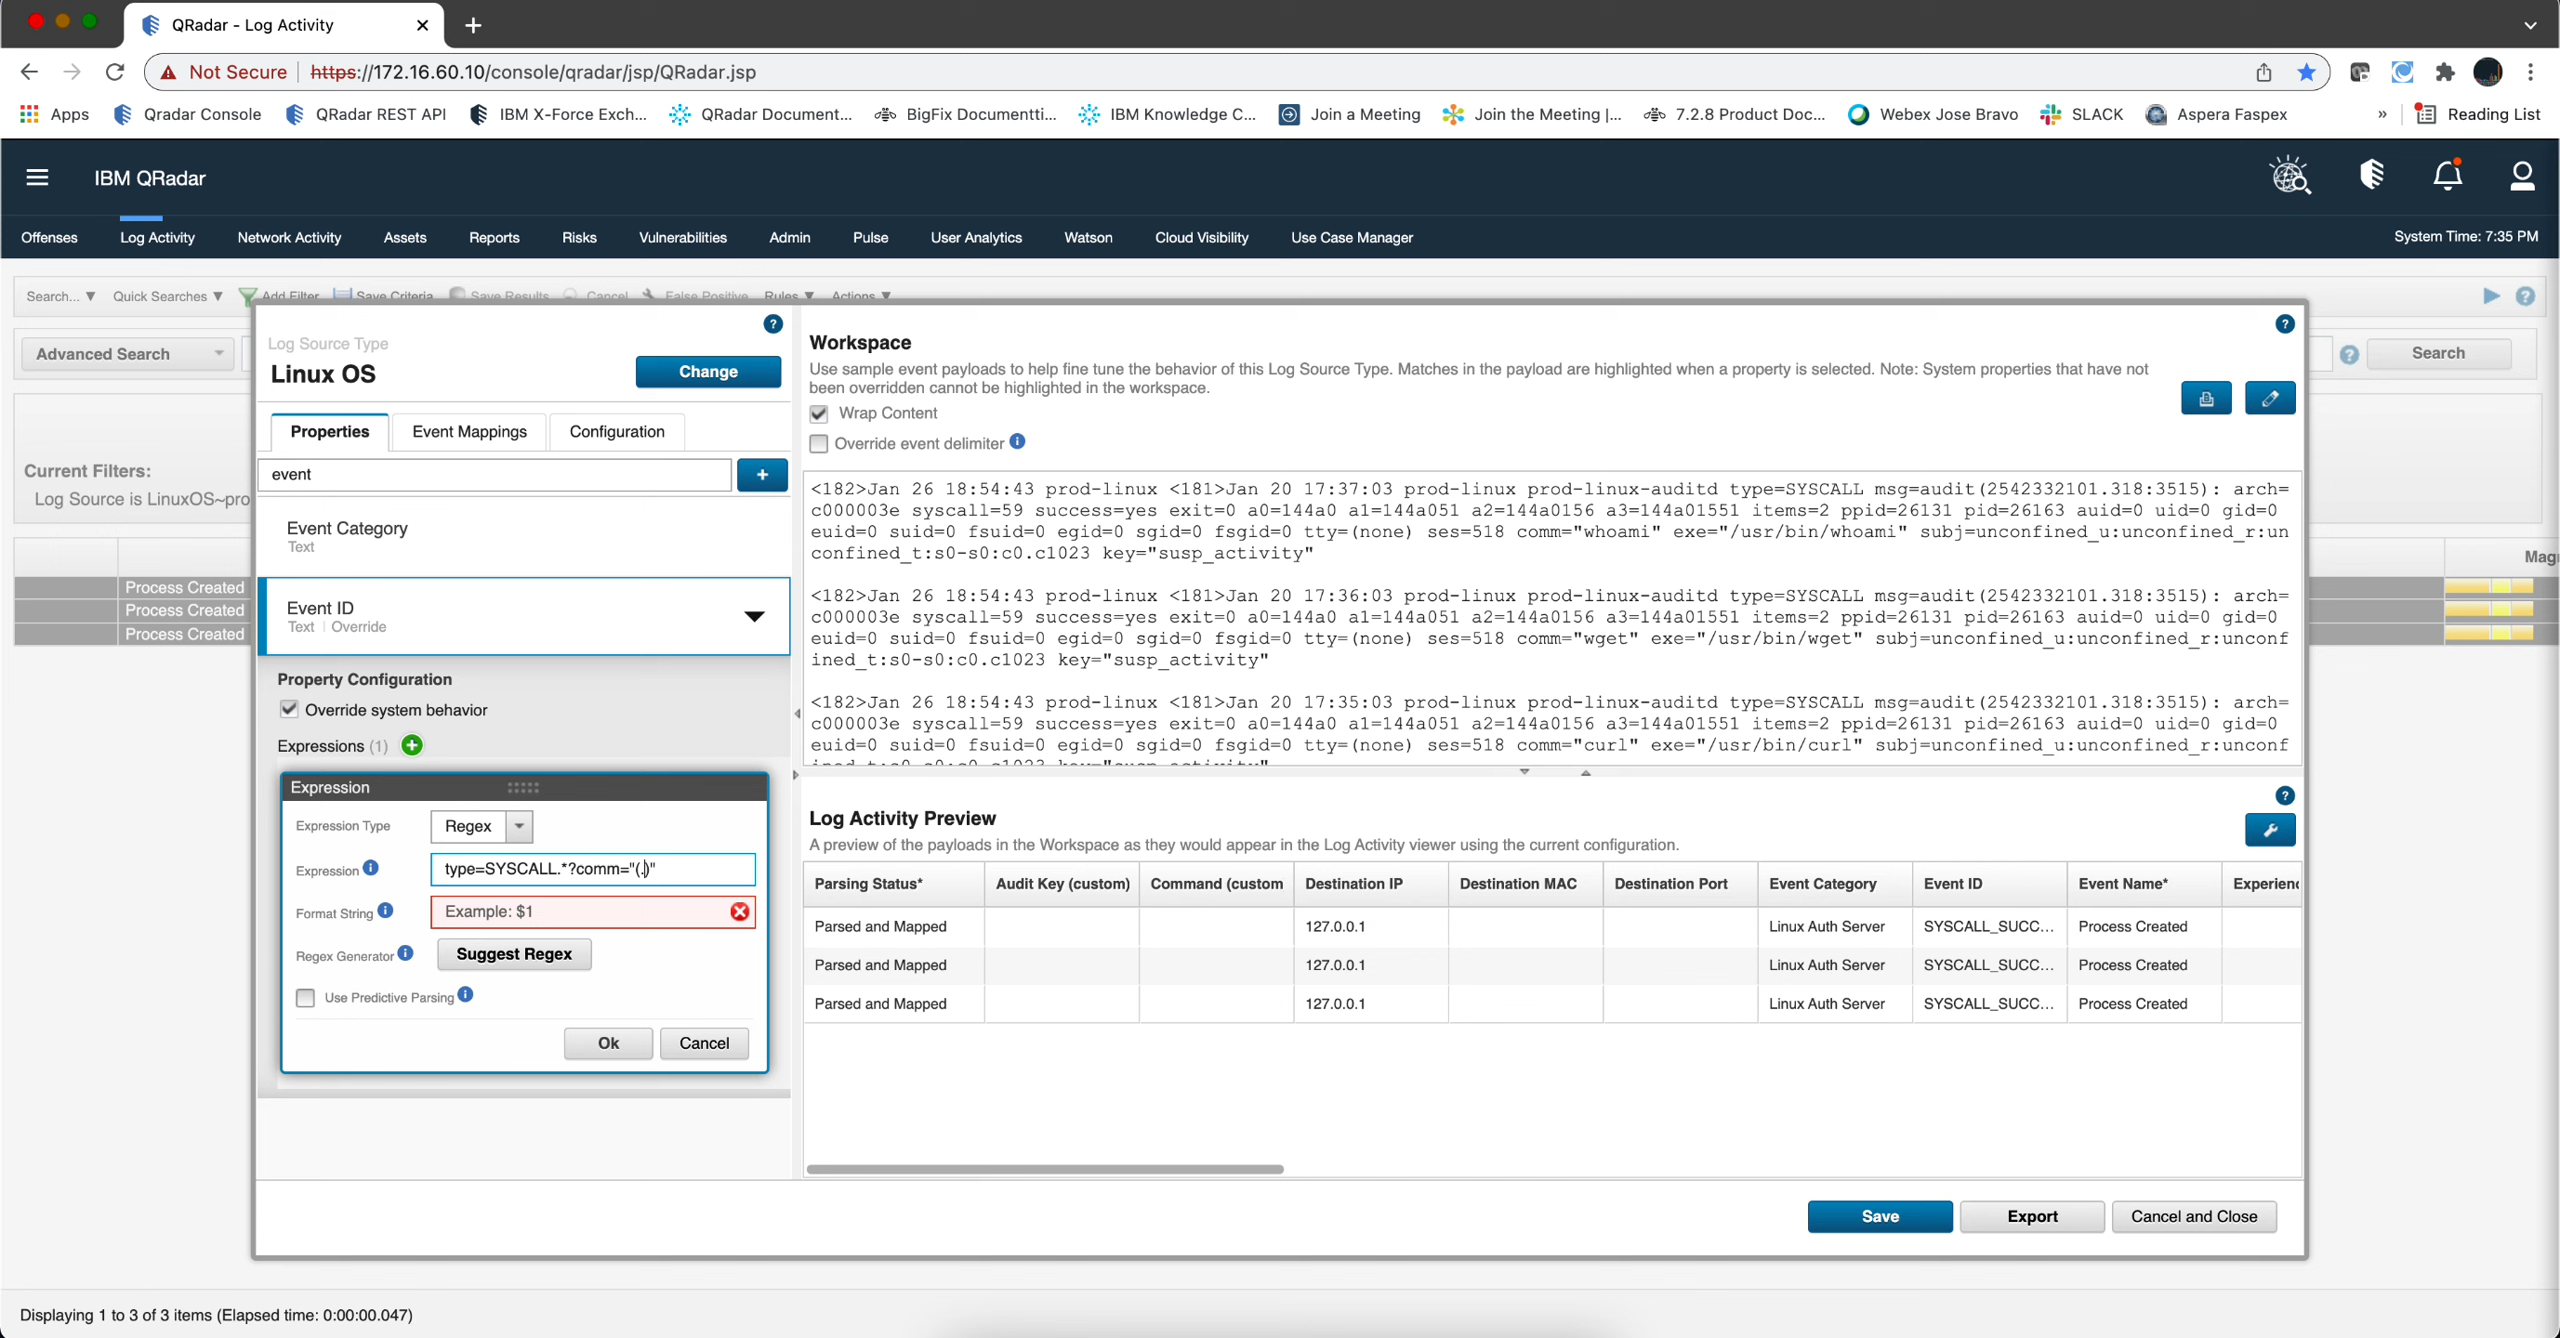 QRadar - Log Activity
Not Secure https://172.16.60.10/console/qradar/jsp/QRadar.jsp
Apps Qradar Console QRadar REST API IBM X-Force Exch... QRadar Document... BigFix Documentti... IBM Knowledge C... Join a Meeting Join the Meeting |... 7.2.8 Product Doc... Webex Jose Bravo SLACK Aspera Faspex » Reading List
IBM QRadar
Offenses Log Activity Network Activity Assets Reports Risks Vulnerabilities Admin Pulse User Analytics Watson Cloud Visibility Use Case Manager System Time: 7:35 PM
Search... Quick Searches Add Filter Save Criteria Save Results Cancel False Positive Rules Actions
Advanced Search
Search
Current Filters:
Log Source is LinuxOS~pro
Magn
Process Created
Process Created
Process Created
Log Source Type
Linux OS
Change
Properties Event Mappings Configuration
event
+
Event Category
Text
Event ID
Text | Override
Property Configuration
Override system behavior
Expressions (1)
Expression
Expression Type Regex
Expression type=SYSCALL.*?comm="(.)"
Format String Example: $1
Regex Generator Suggest Regex
Use Predictive Parsing
Ok Cancel
Workspace
Use sample event payloads to help fine tune the behavior of this Log Source Type. Matches in the payload are highlighted when a property is selected. Note: System properties that have not
been overridden cannot be highlighted in the workspace.
Wrap Content
Override event delimiter
<182>Jan 26 18:54:43 prod-linux <181>Jan 20 17:37:03 prod-linux prod-linux-auditd type=SYSCALL msg=audit(2542332101.318:3515): arch=
c000003e syscall=59 success=yes exit=0 a0=144a0 a1=144a051 a2=144a0156 a3=144a01551 items=2 ppid=26131 pid=26163 auid=0 uid=0 gid=0
euid=0 suid=0 fsuid=0 egid=0 sgid=0 fsgid=0 tty=(none) ses=518 comm="whoami" exe="/usr/bin/whoami" subj=unconfined_u:unconfined_r:un
confined_t:s0-s0:c0.c1023 key="susp_activity"
<182>Jan 26 18:54:43 prod-linux <181>Jan 20 17:36:03 prod-linux prod-linux-auditd type=SYSCALL msg=audit(2542332101.318:3515): arch=
c000003e syscall=59 success=yes exit=0 a0=144a0 a1=144a051 a2=144a0156 a3=144a01551 items=2 ppid=26131 pid=26163 auid=0 uid=0 gid=0
euid=0 suid=0 fsuid=0 egid=0 sgid=0 fsgid=0 tty=(none) ses=518 comm="wget" exe="/usr/bin/wget" subj=unconfined_u:unconfined_r:unconf
ined_t:s0-s0:c0.c1023 key="susp_activity"
<182>Jan 26 18:54:43 prod-linux <181>Jan 20 17:35:03 prod-linux prod-linux-auditd type=SYSCALL msg=audit(2542332101.318:3515): arch=
c000003e syscall=59 success=yes exit=0 a0=144a0 a1=144a051 a2=144a0156 a3=144a01551 items=2 ppid=26131 pid=26163 auid=0 uid=0 gid=0
euid=0 suid=0 fsuid=0 egid=0 sgid=0 fsgid=0 tty=(none) ses=518 comm="curl" exe="/usr/bin/curl" subj=unconfined_u:unconfined_r:unconf
Log Activity Preview
A preview of the payloads in the Workspace as they would appear in the Log Activity viewer using the current configuration.
Parsing Status* Audit Key (custom) Command (custom Destination IP Destination MAC Destination Port Event Category Event ID Event Name* Experienc
Parsed and Mapped 127.0.0.1 Linux Auth Server SYSCALL_SUCC... Process Created
Parsed and Mapped 127.0.0.1 Linux Auth Server SYSCALL_SUCC... Process Created
Parsed and Mapped 127.0.0.1 Linux Auth Server SYSCALL_SUCC... Process Created
Save Export Cancel and Close
Displaying 1 to 3 of 3 items (Elapsed time: 0:00:00.047)